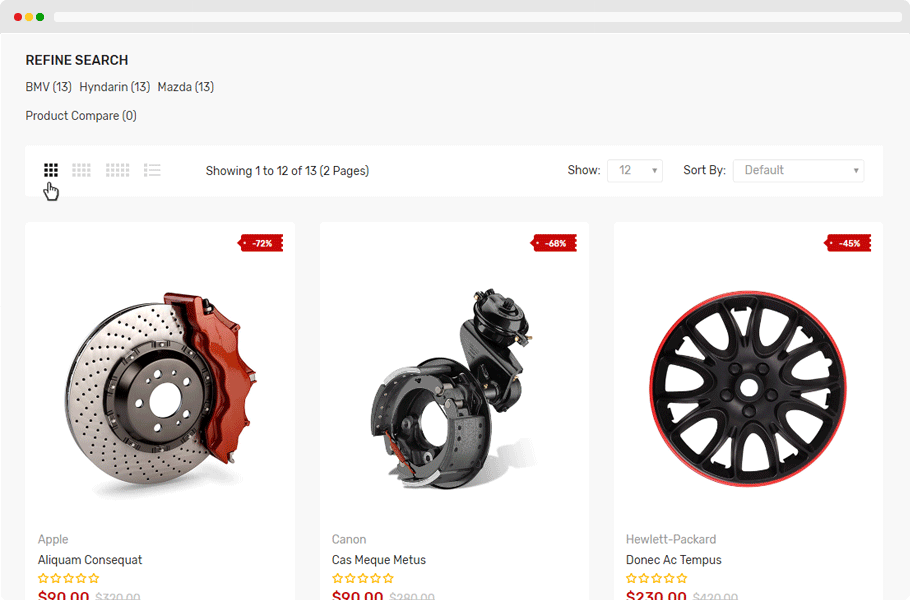 REFINE SEARCH
BMV (13) Hyndarin (13) Mazda (13)
Product Compare (0)
Showing 1 to 12 of 13 (2 Pages) Show: 12 Sort By: Default
-72% -68% -45%
Apple Canon Hewlett-Packard
Aliquam Consequat Cas Meque Metus Donec Ac Tempus
$90.00 $320.00 $90.00 $280.00 $230.00 $420.00